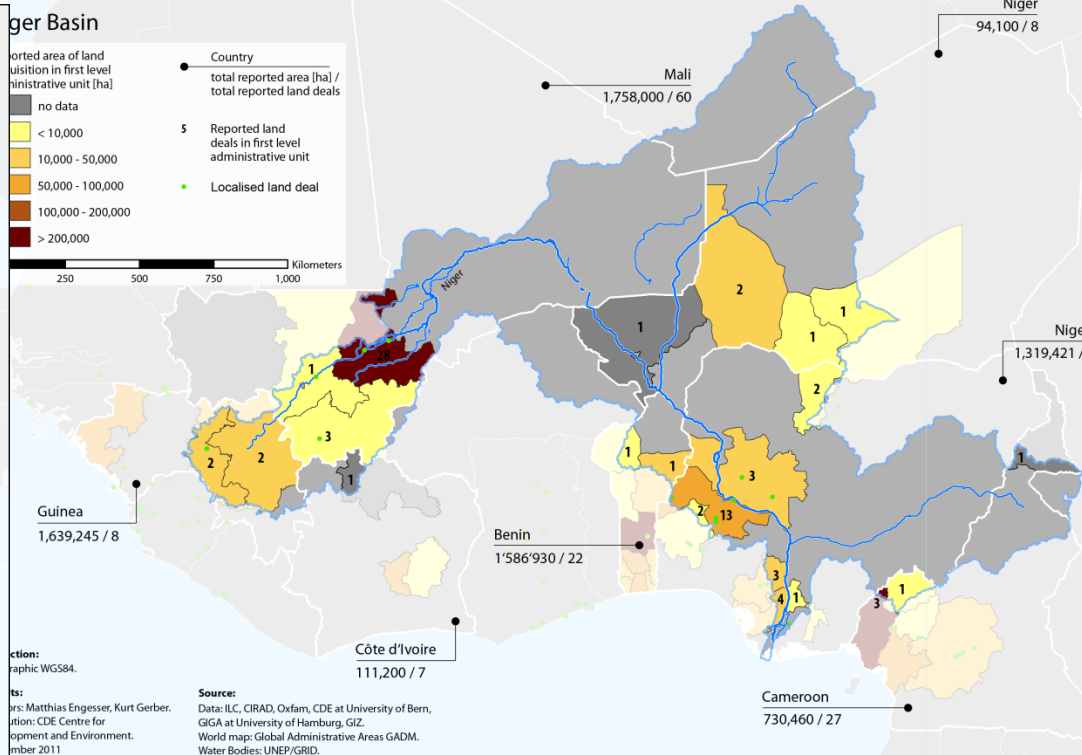 ger Basin
orted area of land
uisition in first level
ministrative unit [ha]
no data
< 10,000
10,000 - 50,000
50,000 - 100,000
100,000 - 200,000
> 200,000
Country
total reported area [ha] /
total reported land deals
5 Reported land
deals in first level
administrative unit
Localised land deal
250 500 750 1,000 Kilometers
Niger
94,100 / 8
Mali
1,758,000 / 60
Niger
2
1
1
1
Nige
1,319,421 /
28
1
2
3
2
2
1
1
1
3
1
2
13
Guinea
1,639,245 / 8
Benin
1'586'930 / 22
3
4
1
1
3
Côte d'Ivoire
111,200 / 7
Cameroon
730,460 / 27
ction:
raphic WGS84.
ts:
ors: Matthias Engesser, Kurt Gerber.
ution: CDE Centre for
opment and Environment.
mber 2011
Source:
Data: ILC, CIRAD, Oxfam, CDE at University of Bern,
GIGA at University of Hamburg, GIZ.
World map: Global Administrative Areas GADM.
Water Bodies: UNEP/GRID.